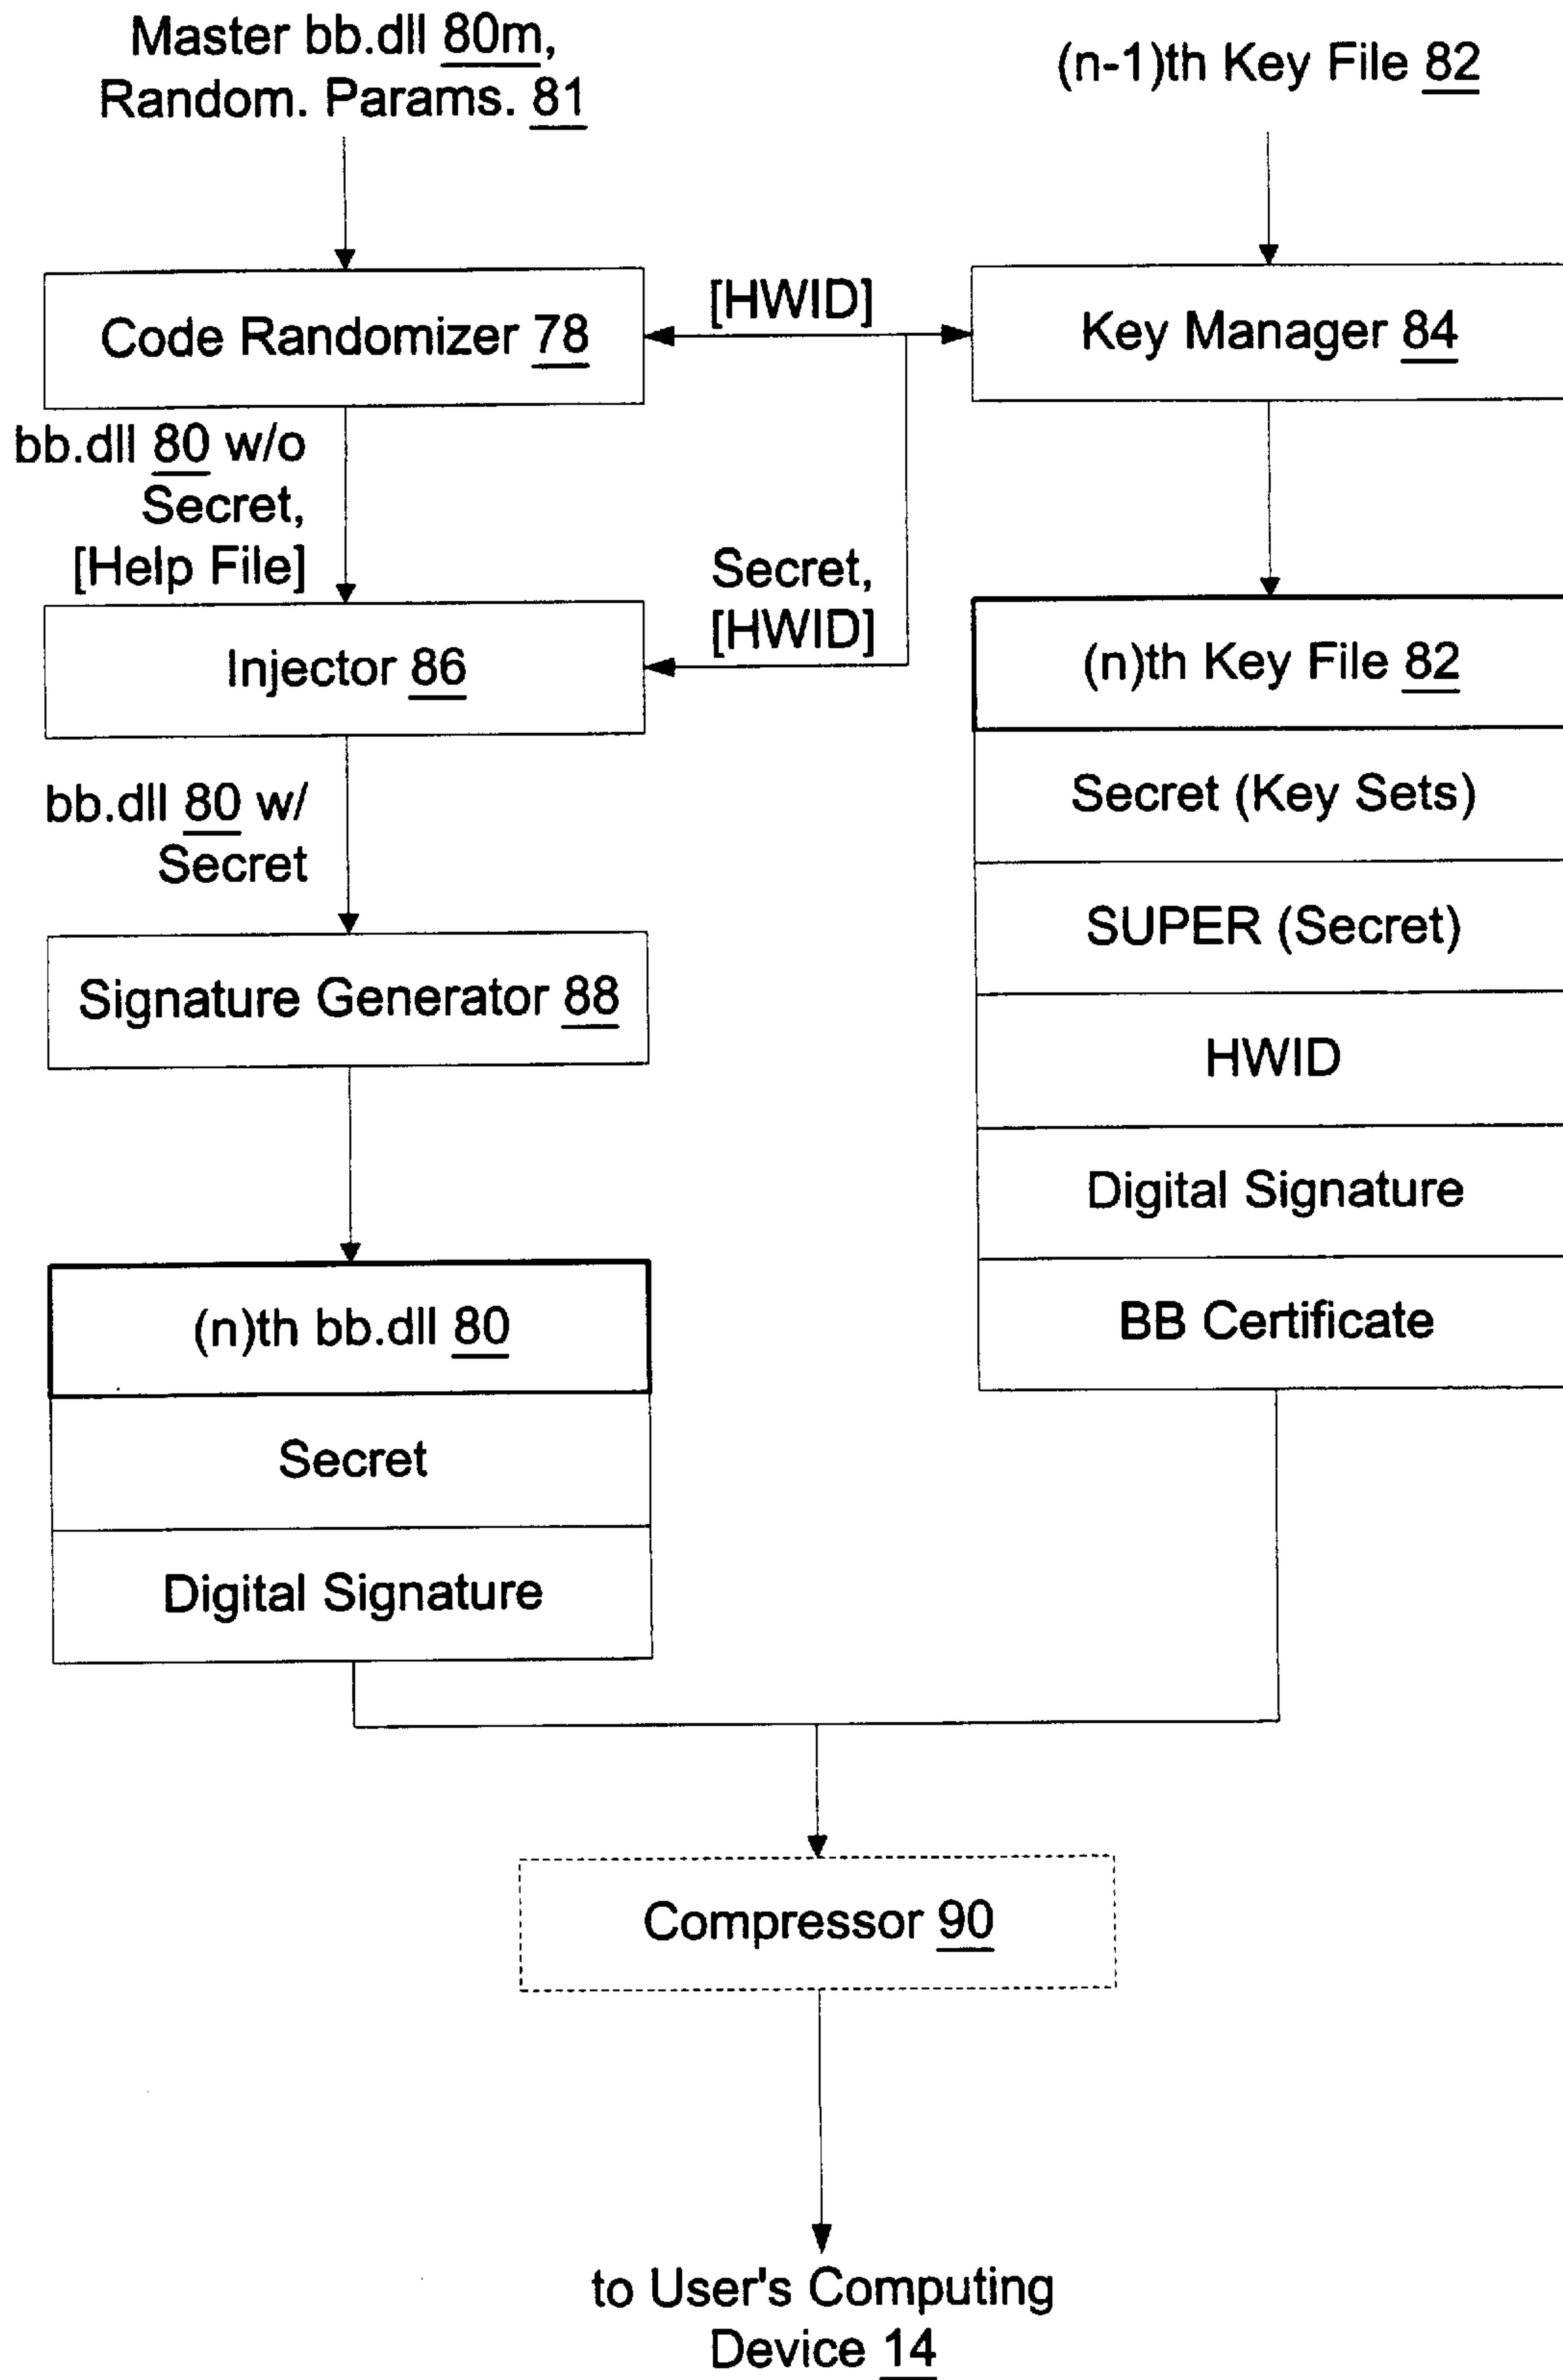 Master bb.dll 80m,
Random. Params. 81
(n-1)th Key File 82
Code Randomizer 78
[HWID]
Key Manager 84
bb.dll 80 w/o
Secret,
[Help File]
Secret,
[HWID]
Injector 86
(n)th Key File 82
Secret (Key Sets)
SUPER (Secret)
HWID
Digital Signature
BB Certificate
bb.dll 80 w/
Secret
Signature Generator 88
(n)th bb.dll 80
Secret
Digital Signature
Compressor 90
to User's Computing
Device 14